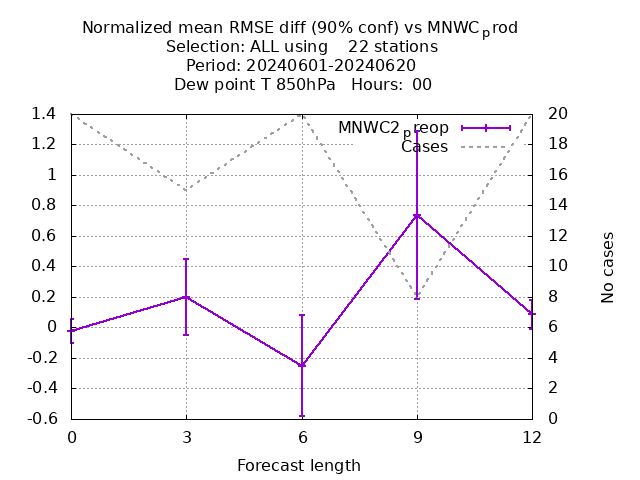 Normalized mean RMSE diff (90% conf) vs MNWCprod
Selection: ALL using    22 stations
Period: 20240601-20240620
Dew point T 850hPa   Hours:  00
1.4
1.2
1
0.8
0.6
0.4
0.2
0
-0.2
-0.4
-0.6
20
18
16
14
12
10
8
6
4
2
0
MNWC2preop
Cases
No cases
0 3 6 9 12
Forecast length